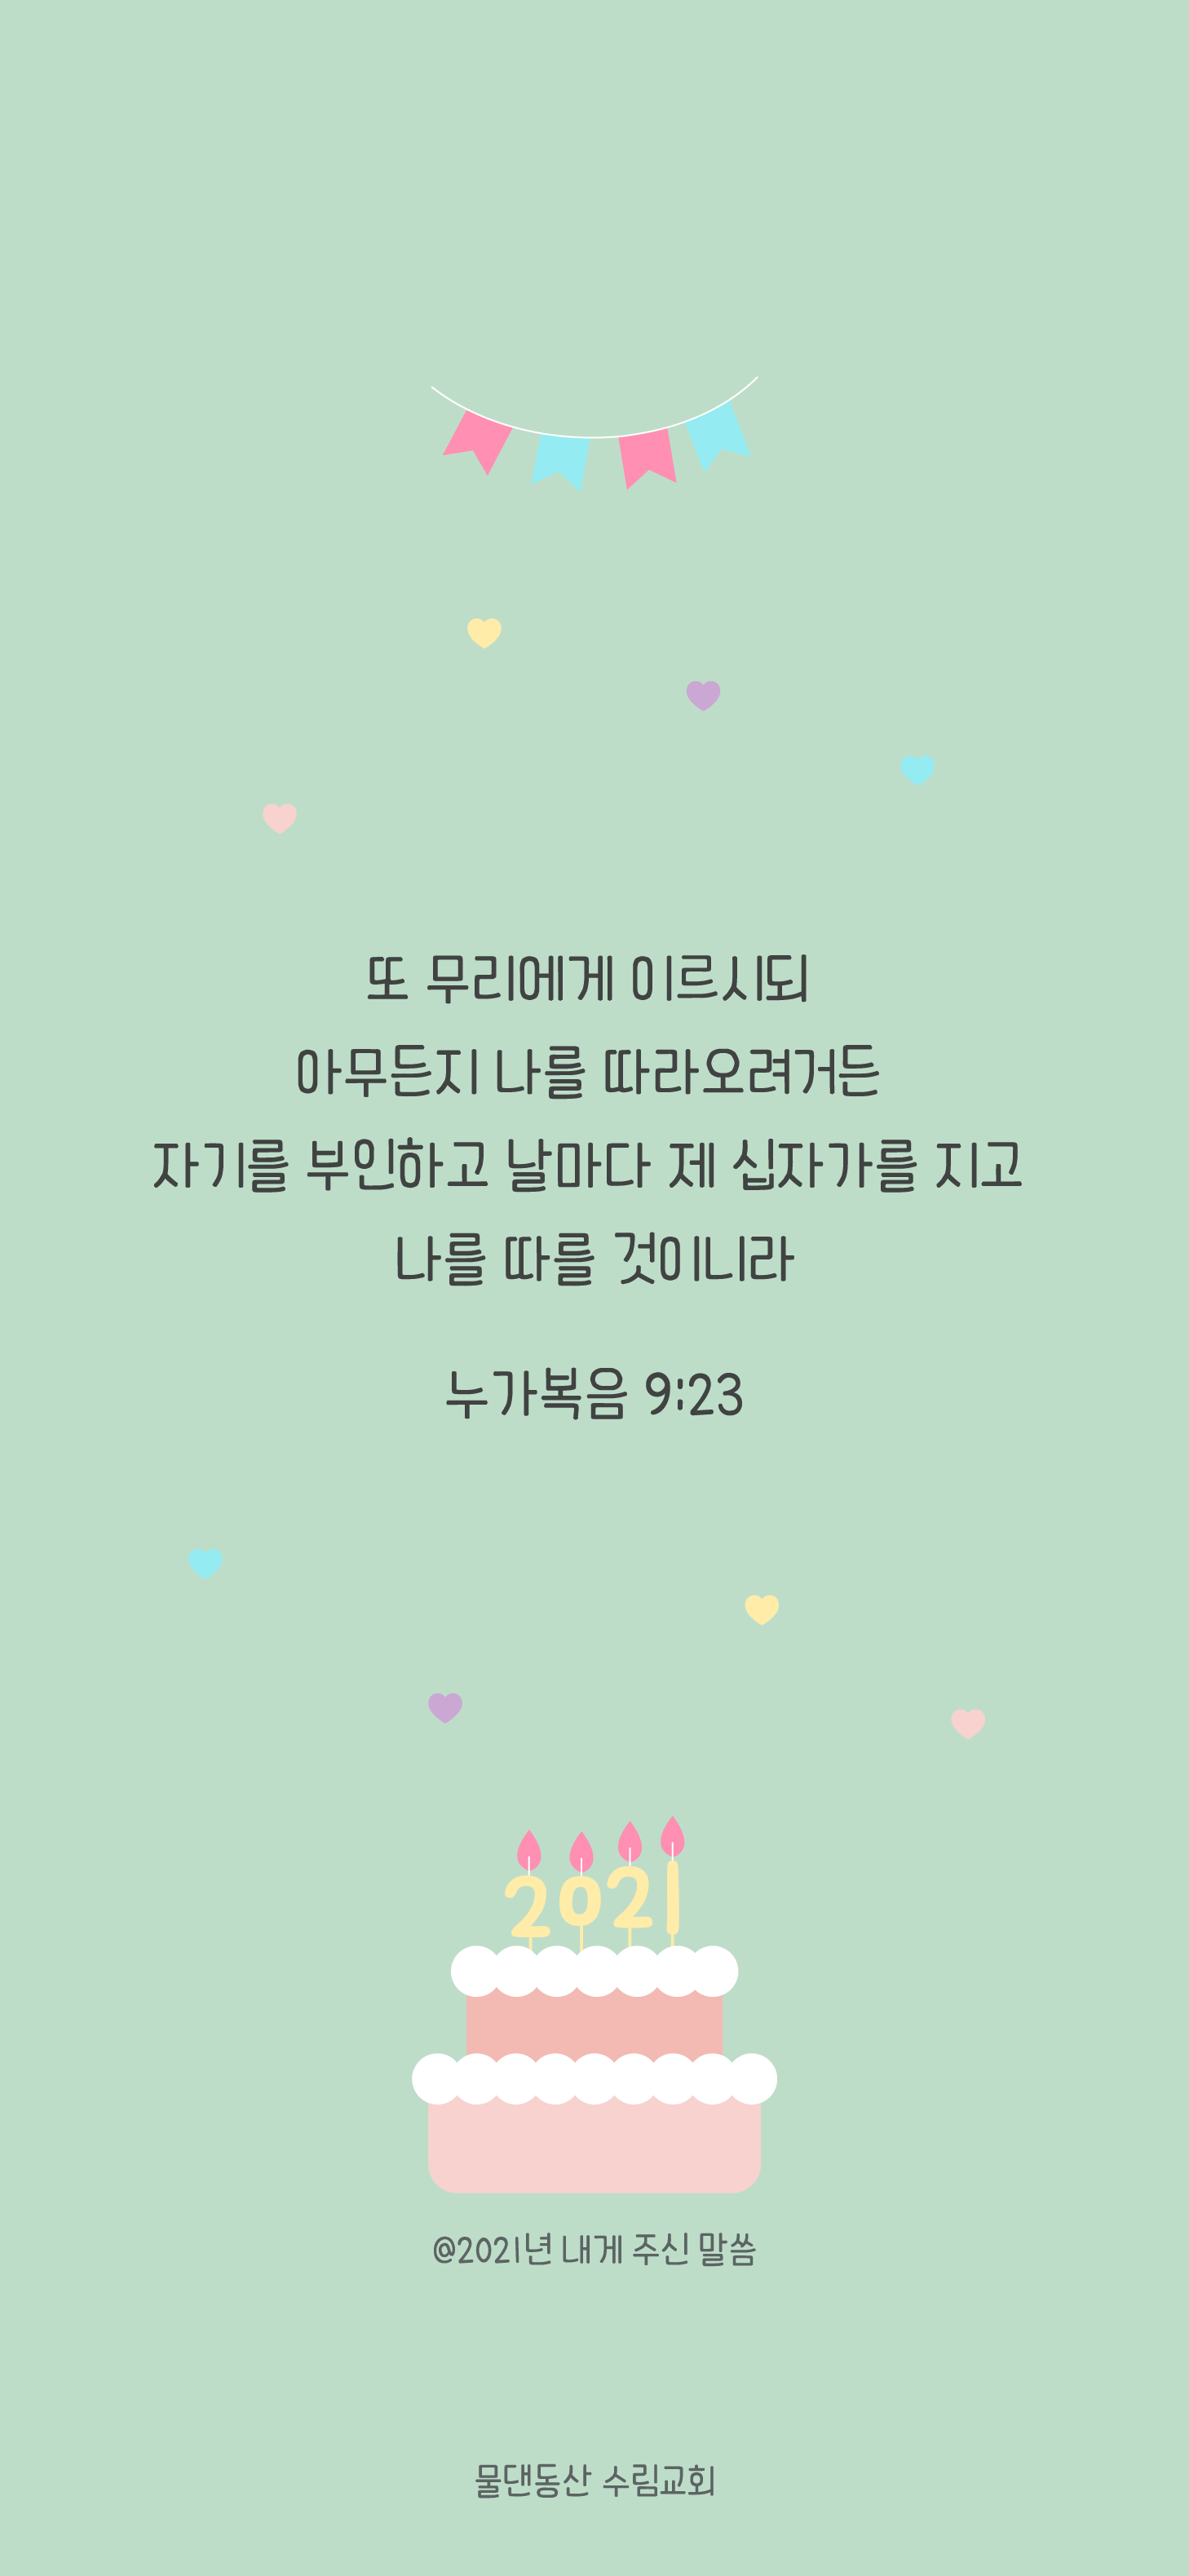 또 무리에게 이르시되
아무든지 나를 따라오려거든
자기를 부인하고 날마다 제 십자가를 지고
나를 따를 것이니라
누가복음 9:23
2021
@2021년 내게 주신 말씀
물댄동산 수림교회